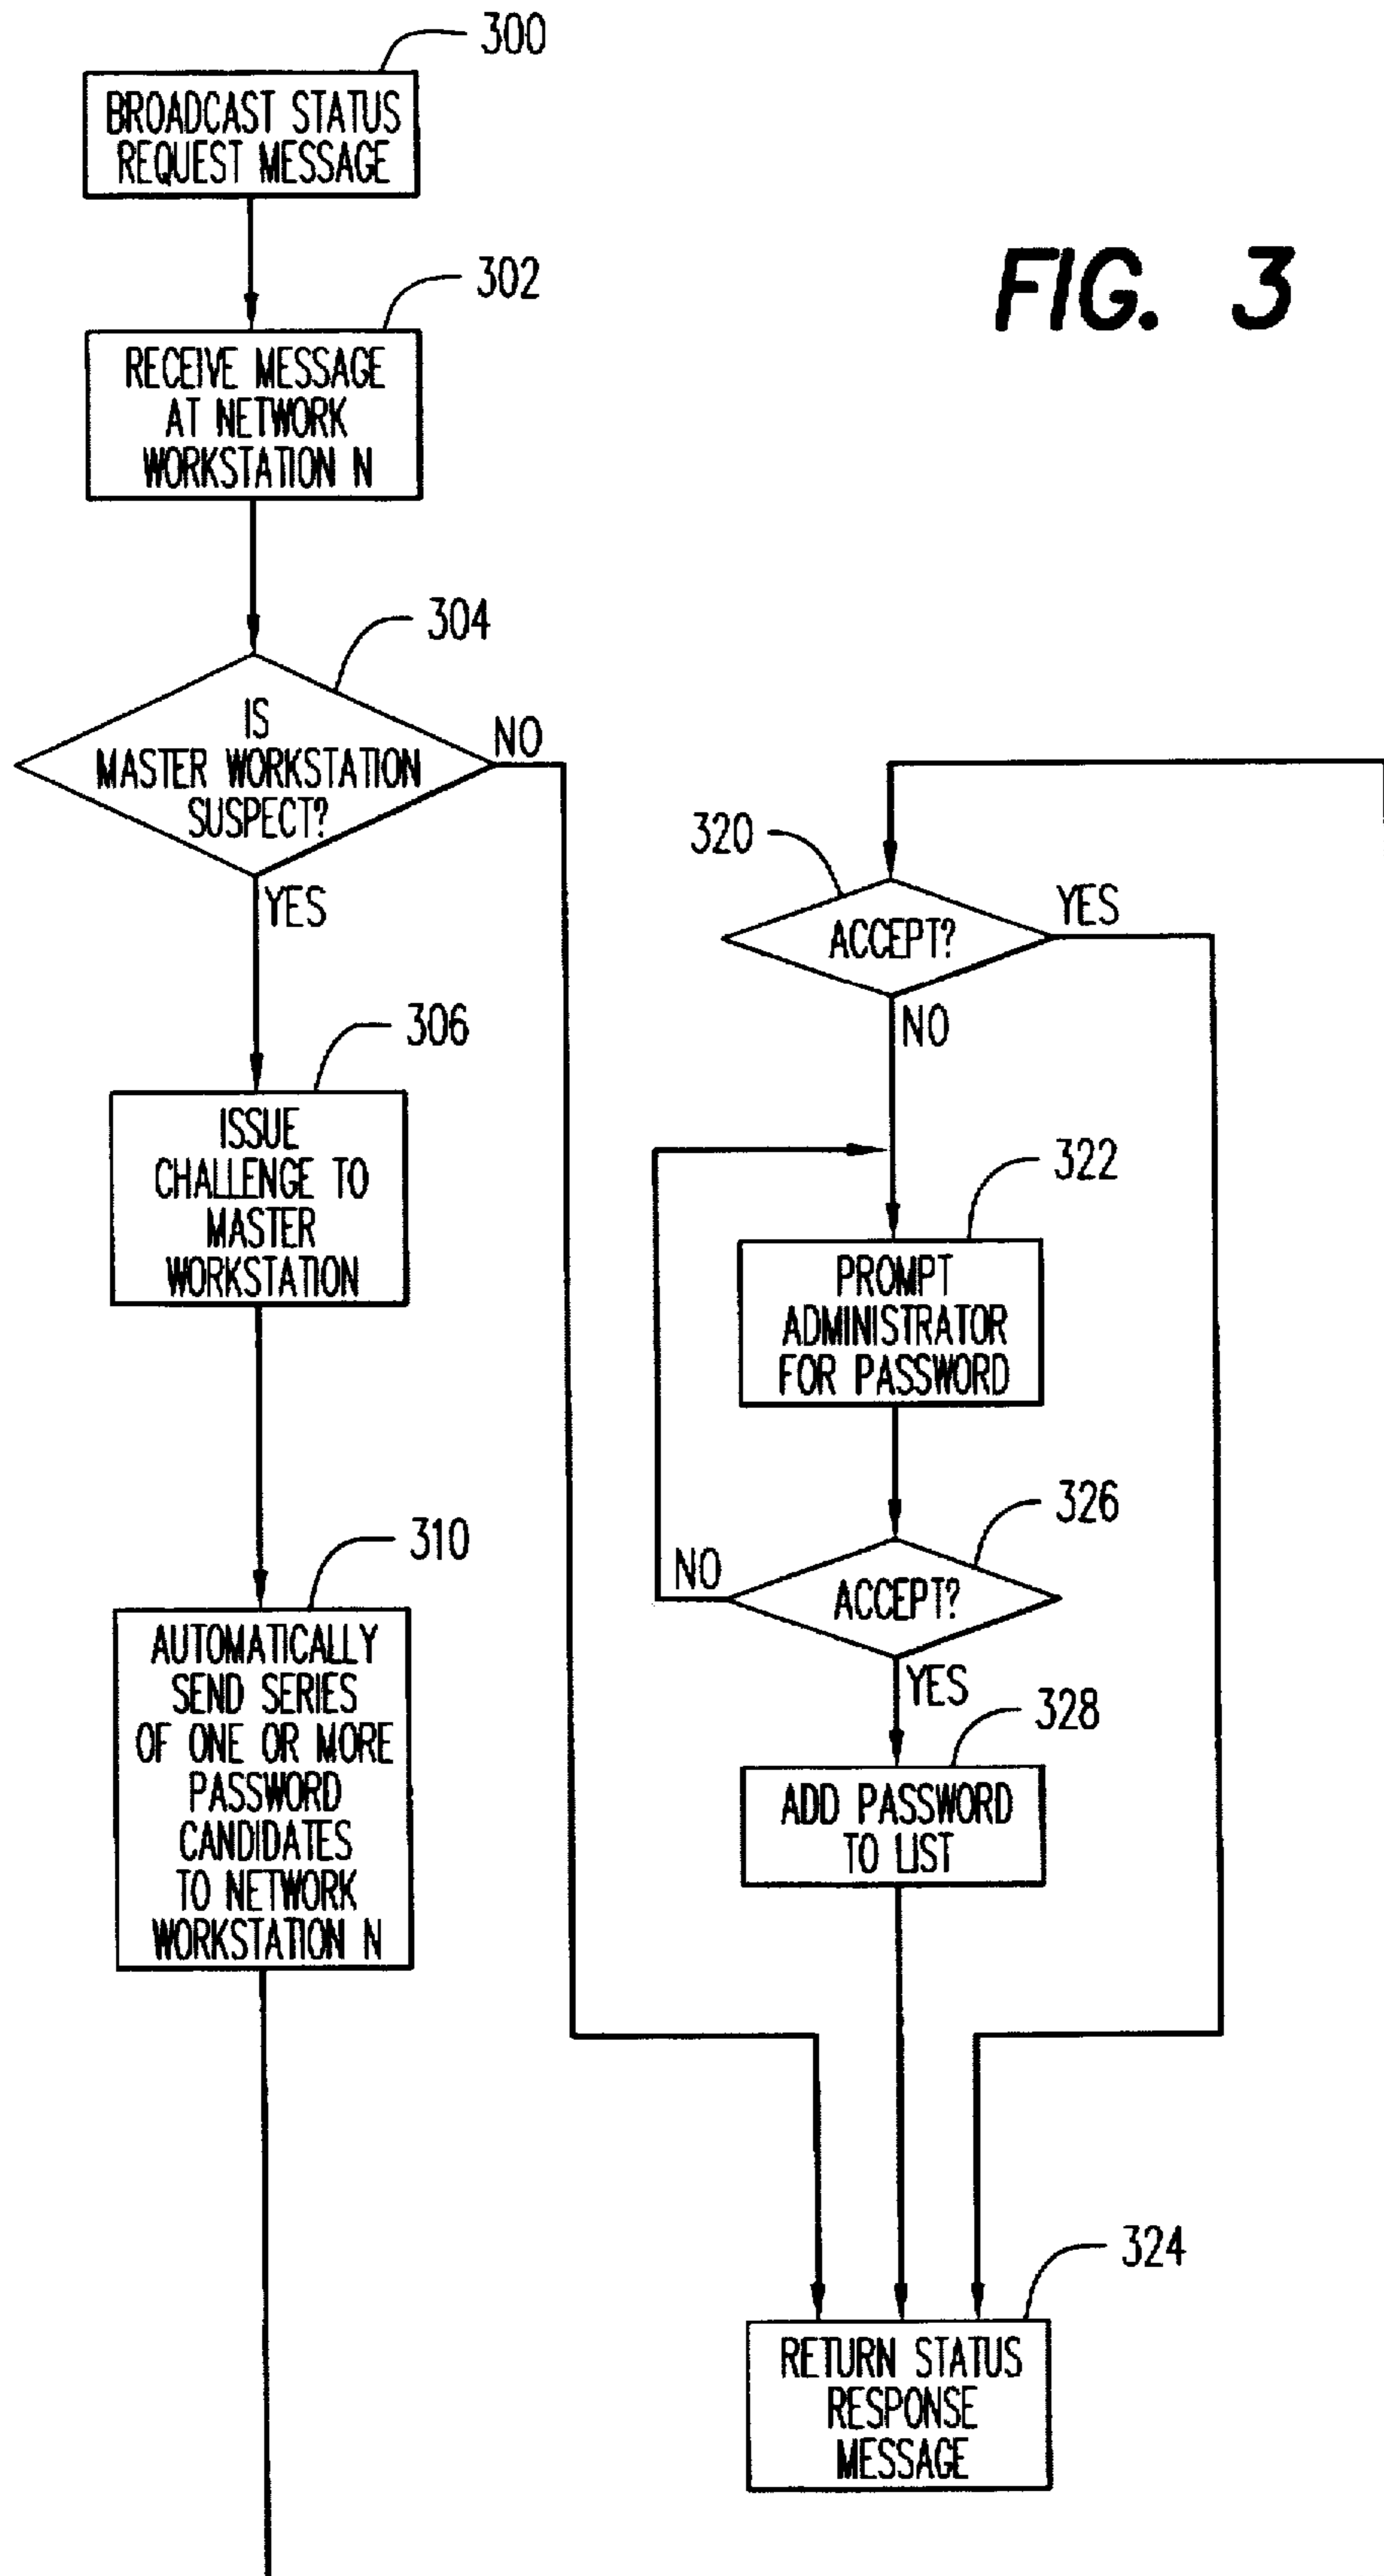 300
BROADCAST STATUS
REQUEST MESSAGE
302
RECEIVE MESSAGE
AT NETWORK
WORKSTATION N
FIG. 3
304
IS
MASTER WORKSTATION
SUSPECT?
NO
YES
306
ISSUE
CHALLENGE TO
MASTER
WORKSTATION
310
AUTOMATICALLY
SEND SERIES
OF ONE OR MORE
PASSWORD
CANDIDATES
TO NETWORK
WORKSTATION N
320
ACCEPT?
YES
NO
322
PROMPT
ADMINISTRATOR
FOR PASSWORD
326
ACCEPT?
NO
YES
328
ADD PASSWORD
TO LIST
324
RETURN STATUS
RESPONSE
MESSAGE